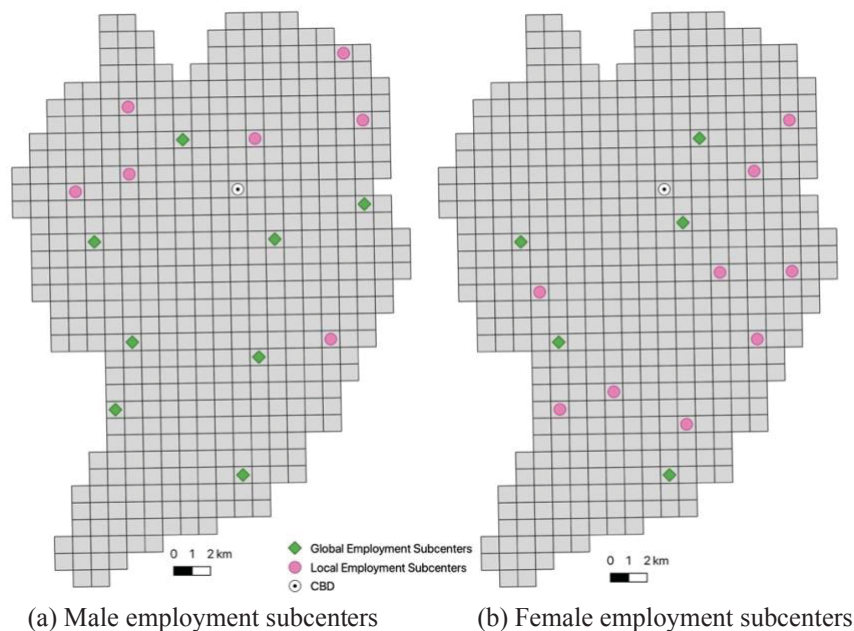 0 1 2 km
Global Employment Subcenters
Local Employment Subcenters
CBD
0 1 2 km
(a) Male employment subcenters
(b) Female employment subcenters